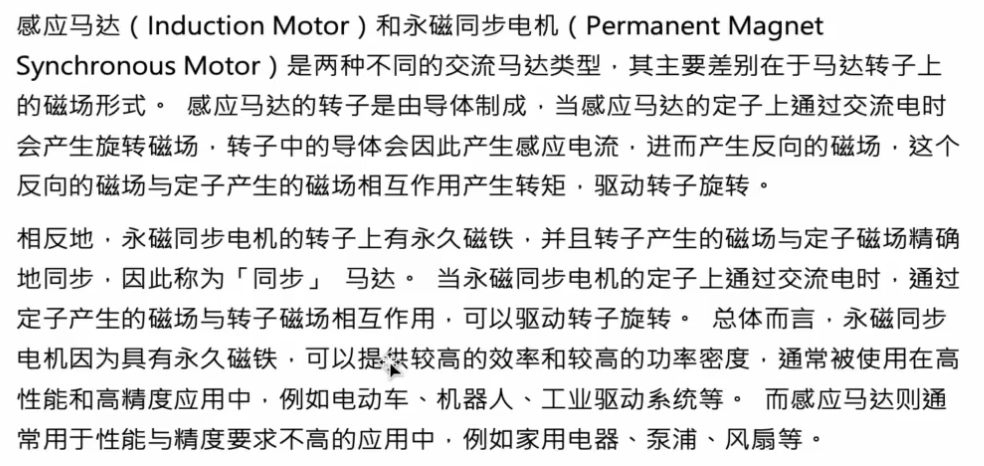 感应马达（Induction Motor）和永磁同步电机（Permanent Magnet
Synchronous Motor）是两种不同的交流马达类型，其主要差别在于马达转子上
的磁场形式。 感应马达的转子是由导体制成，当感应马达的定子上通过交流电时
会产生旋转磁场，转子中的导体会因此产生感应电流，进而产生反向的磁场，这个
反向的磁场与定子产生的磁场相互作用产生转矩，驱动转子旋转。
相反地，永磁同步电机的转子上有永久磁铁，并且转子产生的磁场与定子磁场精确
地同步，因此称为「同步」 马达。 当永磁同步电机的定子上通过交流电时，通过
定子产生的磁场与转子磁场相互作用，可以驱动转子旋转。 总体而言，永磁同步
电机因为具有永久磁铁，可以提供较高的效率和较高的功率密度，通常被使用在高
性能和高精度应用中，例如电动车、机器人、工业驱动系统等。 而感应马达则通
常用于性能与精度要求不高的应用中，例如家用电器、泵浦、风扇等。